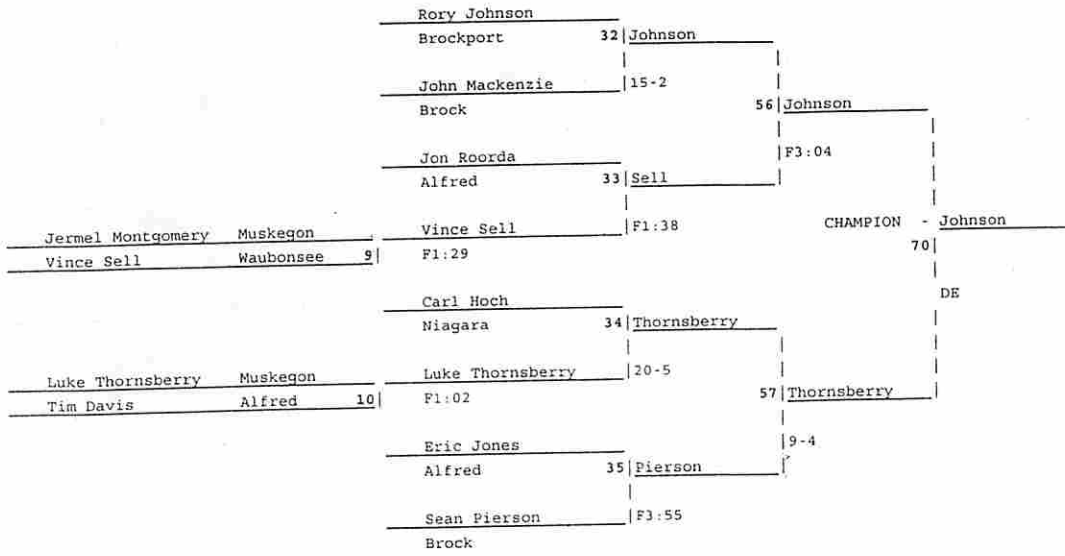 Rory Johnson
Brockport 32 Johnson
John Mackenzie 15-2
Brock 56 Johnson
Jon Roorda F3:04
Alfred 33 Sell
Jermel Montgomery Muskegon Vince Sell F1:38 CHAMPION - Johnson
Vince Sell Waubonsee 9 F1:29 70
DE
Carl Hoch
Niagara 34 Thornsberry
Luke Thornsberry Muskegon Luke Thornsberry 20-5
Tim Davis Alfred 10 F1:02 57 Thornsberry
Eric Jones 9-4
Alfred 35 Pierson
Sean Pierson F3:55
Brock